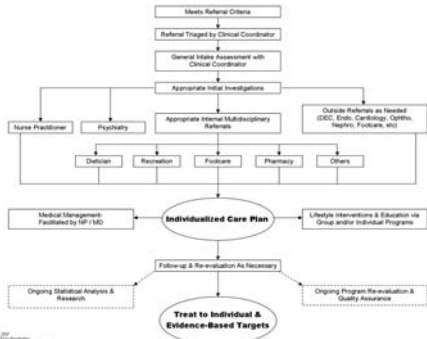 Meets Referral Criteria
Referral Triaged by Clinical Coordinator
General Intake Assessment with
Clinical Coordinator
Appropriate Initial Investigations
Nurse Practitioner
Psychiatry
Appropriate Internal Multidisciplinary
Referrals
Outside Referrals as Needed
(DEC, Endo, Cardiology, Ophtho,
Nephro, Footcare, etc)
Dietician
Recreation
Footcare
Pharmacy
Others
Individualized Care Plan
Medical Management-
Facilitated by NP / MD
Lifestyle Interventions & Education via
Group and/or Individual Programs
Follow-up & Re-evaluation As Necessary
Ongoing Statistical Analysis &
Research
Ongoing Program Re-evaluation &
Quality Assurance
Treat to Individual &
Evidence-Based Targets